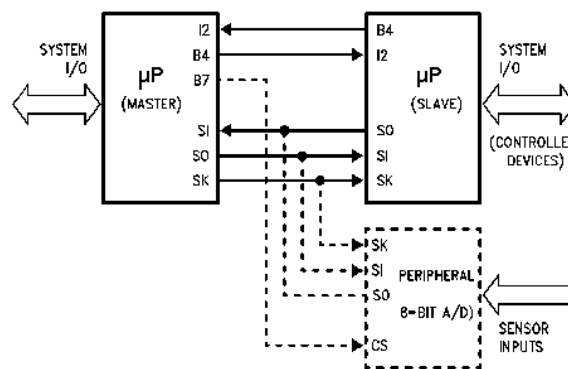 SYSTEM
I/O
I2
B4
B7
µP
(MASTER)
SI
SO
SK
B4
I2
µP
(SLAVE)
SO
SI
SK
SYSTEM
I/O
(CONTROLLED
DEVICES)
SK
SI
SO
CS
PERIPHERAL
8-BIT A/D)
SENSOR
INPUTS